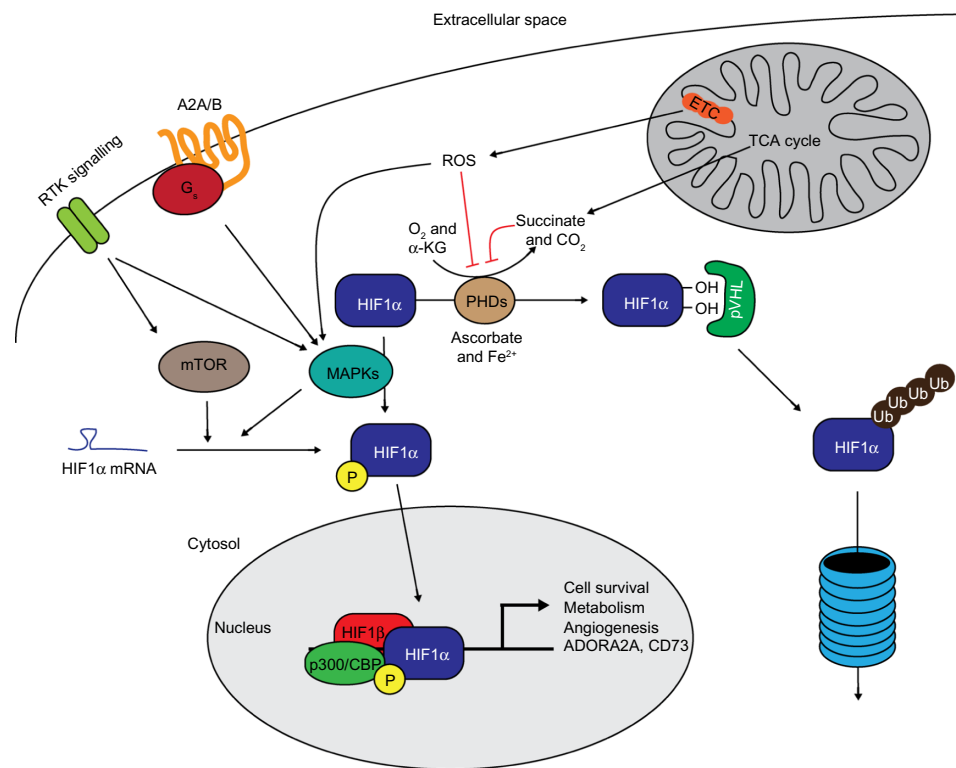 Extracellular space
A2A/B
RTK signalling
Gs
ETC
TCA cycle
ROS
O2 and
α-KG
Succinate
and CO2
HIF1α
PHDs
HIF1α
OH
OH
pVHL
Ascorbate
and Fe2+
mTOR
MAPKs
Ub
Ub
Ub
Ub
HIF1α
HIF1α mRNA
HIF1α
P
Cytosol
Nucleus
HIF1β
p300/CBP
HIF1α
P
Cell survival
Metabolism
Angiogenesis
ADORA2A, CD73